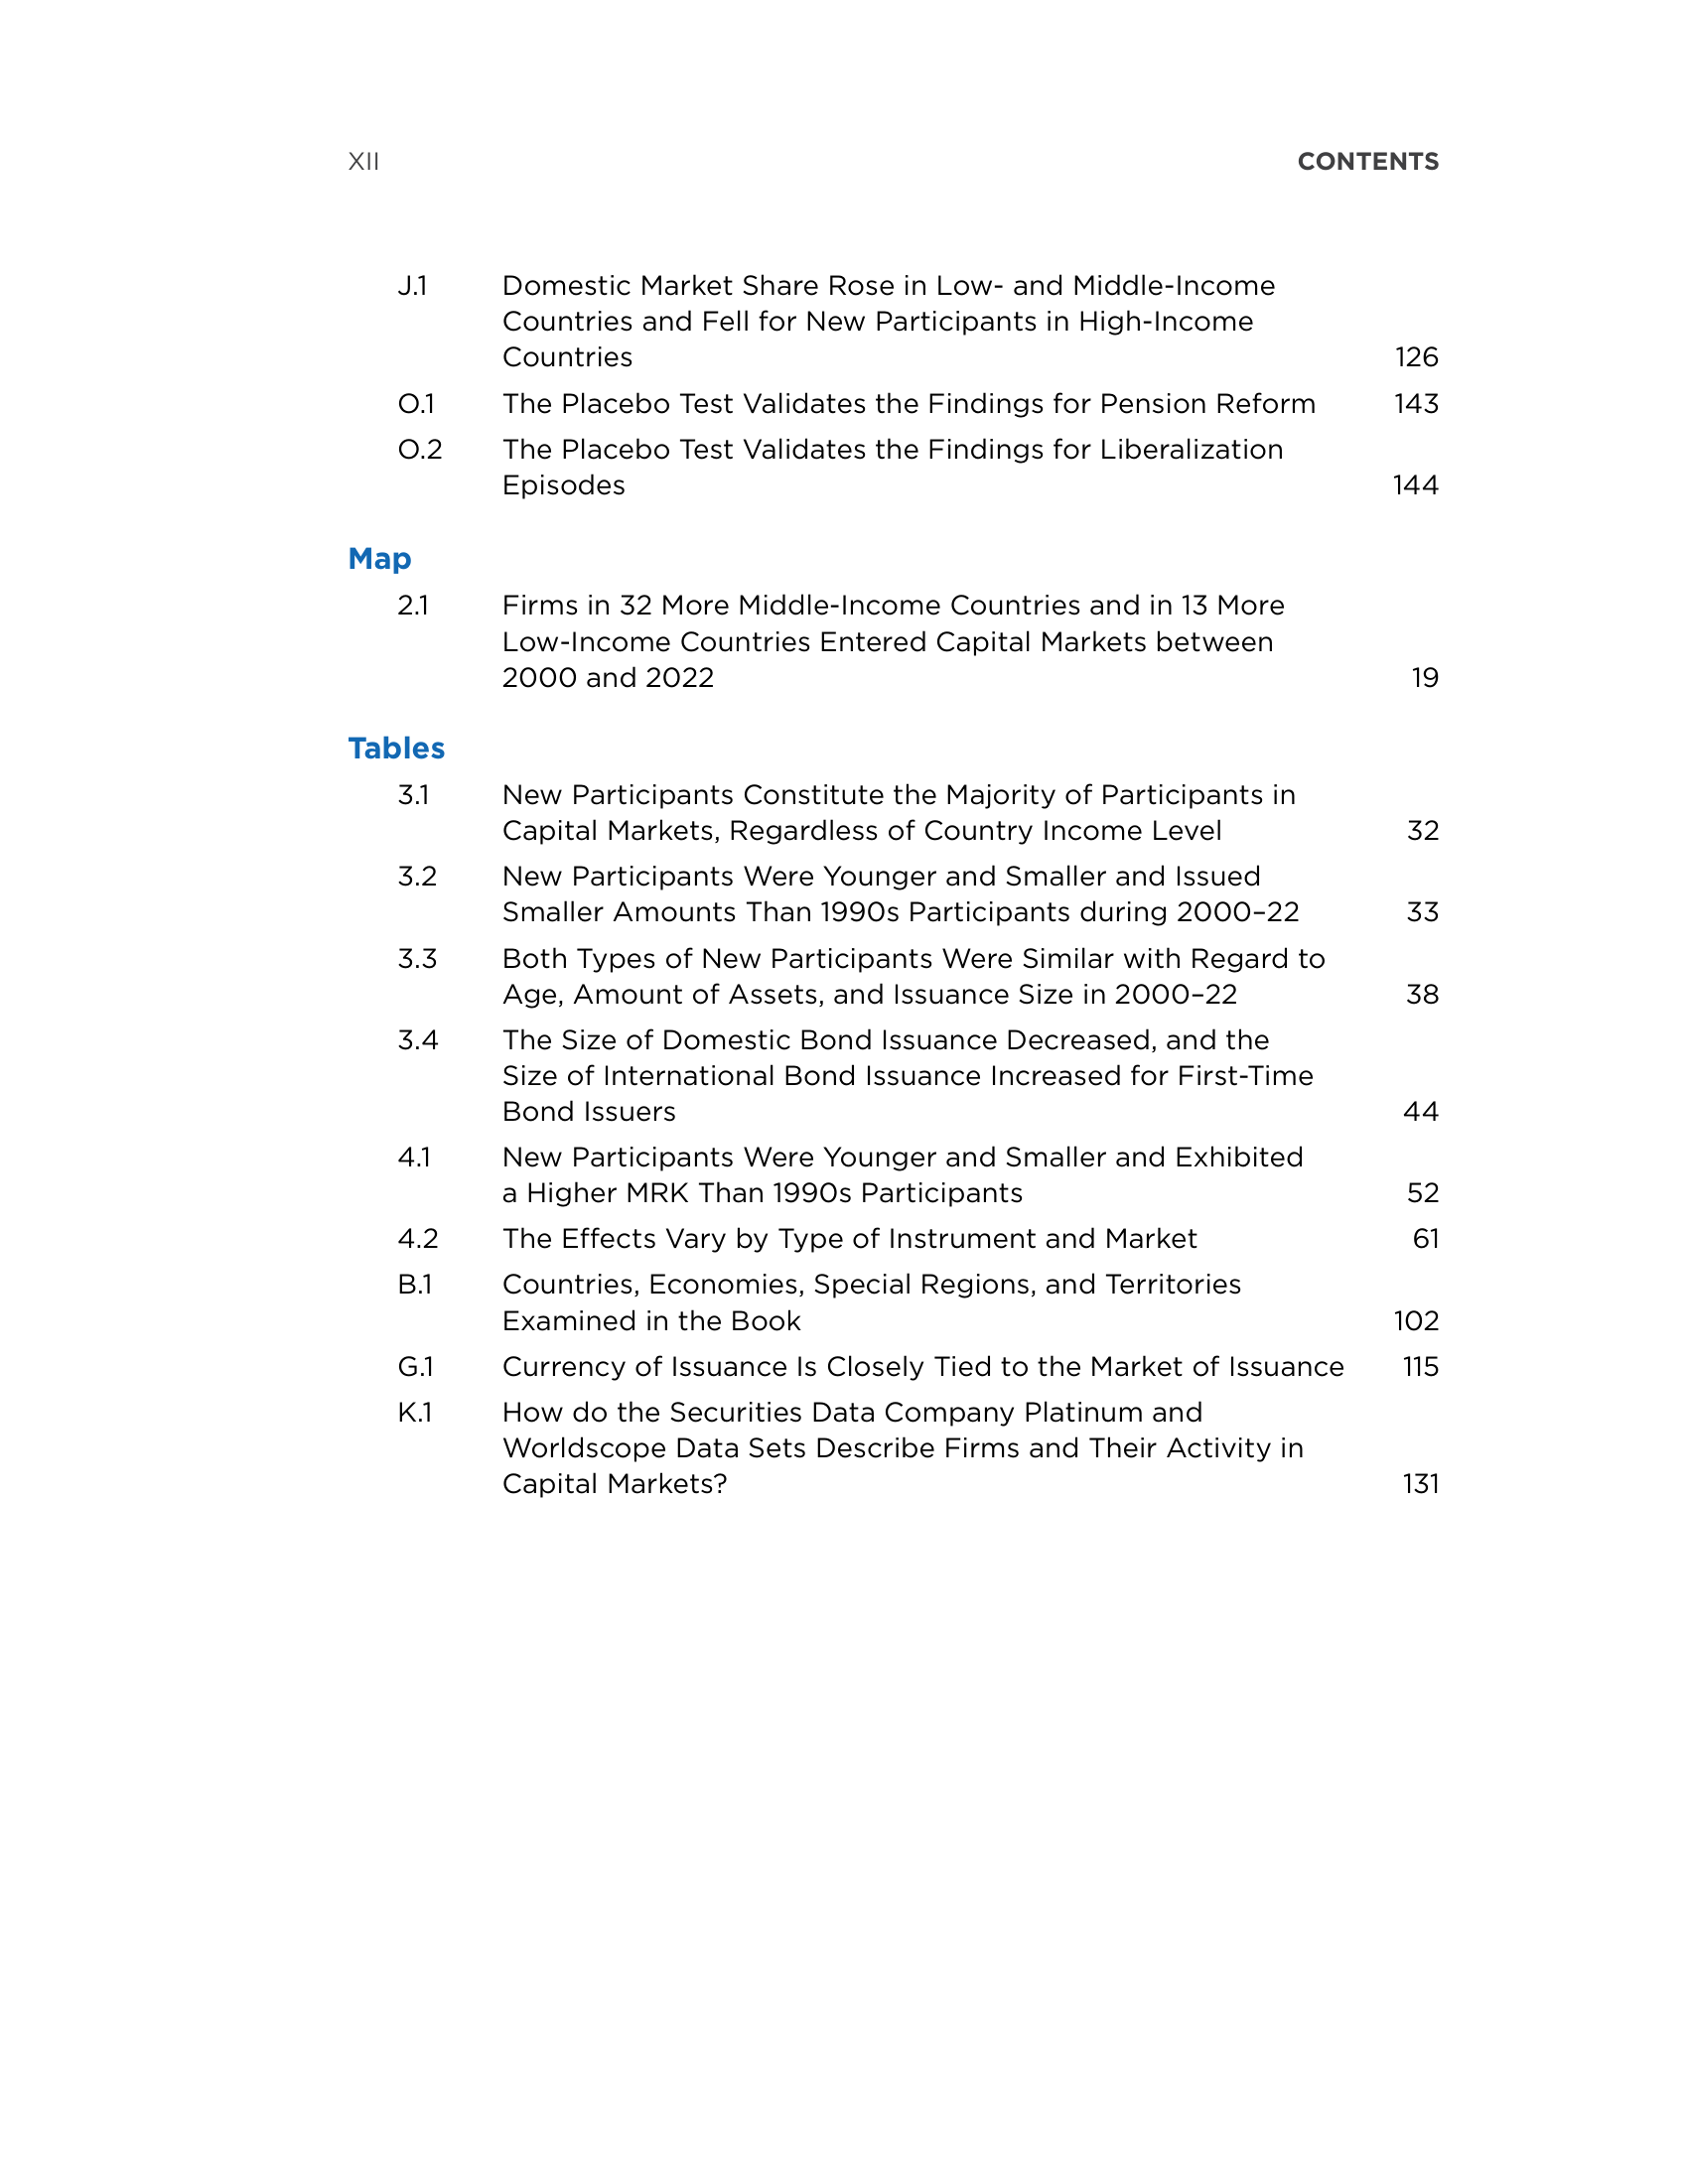 XII CONTENTS
J.1 Domestic Market Share Rose in Low- and Middle-Income
Countries and Fell for New Participants in High-Income
Countries 126
O.1 The Placebo Test Validates the Findings for Pension Reform 143
O.2 The Placebo Test Validates the Findings for Liberalization
Episodes 144
Map
2.1 Firms in 32 More Middle-Income Countries and in 13 More
Low-Income Countries Entered Capital Markets between
2000 and 2022 19
Tables
3.1 New Participants Constitute the Majority of Participants in
Capital Markets, Regardless of Country Income Level 32
3.2 New Participants Were Younger and Smaller and Issued
Smaller Amounts Than 1990s Participants during 2000–22 33
3.3 Both Types of New Participants Were Similar with Regard to
Age, Amount of Assets, and Issuance Size in 2000–22 38
3.4 The Size of Domestic Bond Issuance Decreased, and the
Size of International Bond Issuance Increased for First-Time
Bond Issuers 44
4.1 New Participants Were Younger and Smaller and Exhibited
a Higher MRK Than 1990s Participants 52
4.2 The Effects Vary by Type of Instrument and Market 61
B.1 Countries, Economies, Special Regions, and Territories
Examined in the Book 102
G.1 Currency of Issuance Is Closely Tied to the Market of Issuance 115
K.1 How do the Securities Data Company Platinum and
Worldscope Data Sets Describe Firms and Their Activity in
Capital Markets? 131